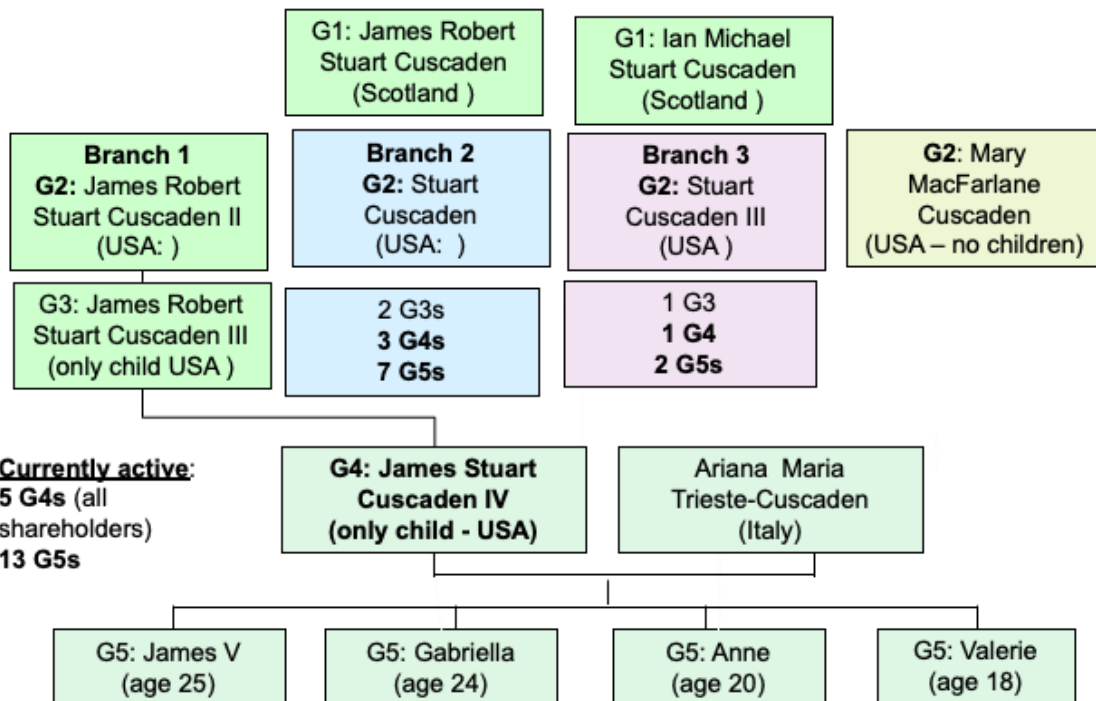 G1: James Robert
Stuart Cuscaden
(Scotland )
G1: Ian Michael
Stuart Cuscaden
(Scotland )
Branch 1
G2: James Robert
Stuart Cuscaden II
(USA: )
Branch 2
G2: Stuart
Cuscaden
(USA: )
Branch 3
G2: Stuart
Cuscaden III
(USA )
G2: Mary
MacFarlane
Cuscaden
(USA – no children)
G3: James Robert
Stuart Cuscaden III
(only child USA )
2 G3s
3 G4s
7 G5s
1 G3
1 G4
2 G5s
Currently active:
5 G4s (all
shareholders)
13 G5s
G4: James Stuart
Cuscaden IV
(only child - USA)
Ariana Maria
Trieste-Cuscaden
(Italy)
G5: James V
(age 25)
G5: Gabriella
(age 24)
G5: Anne
(age 20)
G5: Valerie
(age 18)